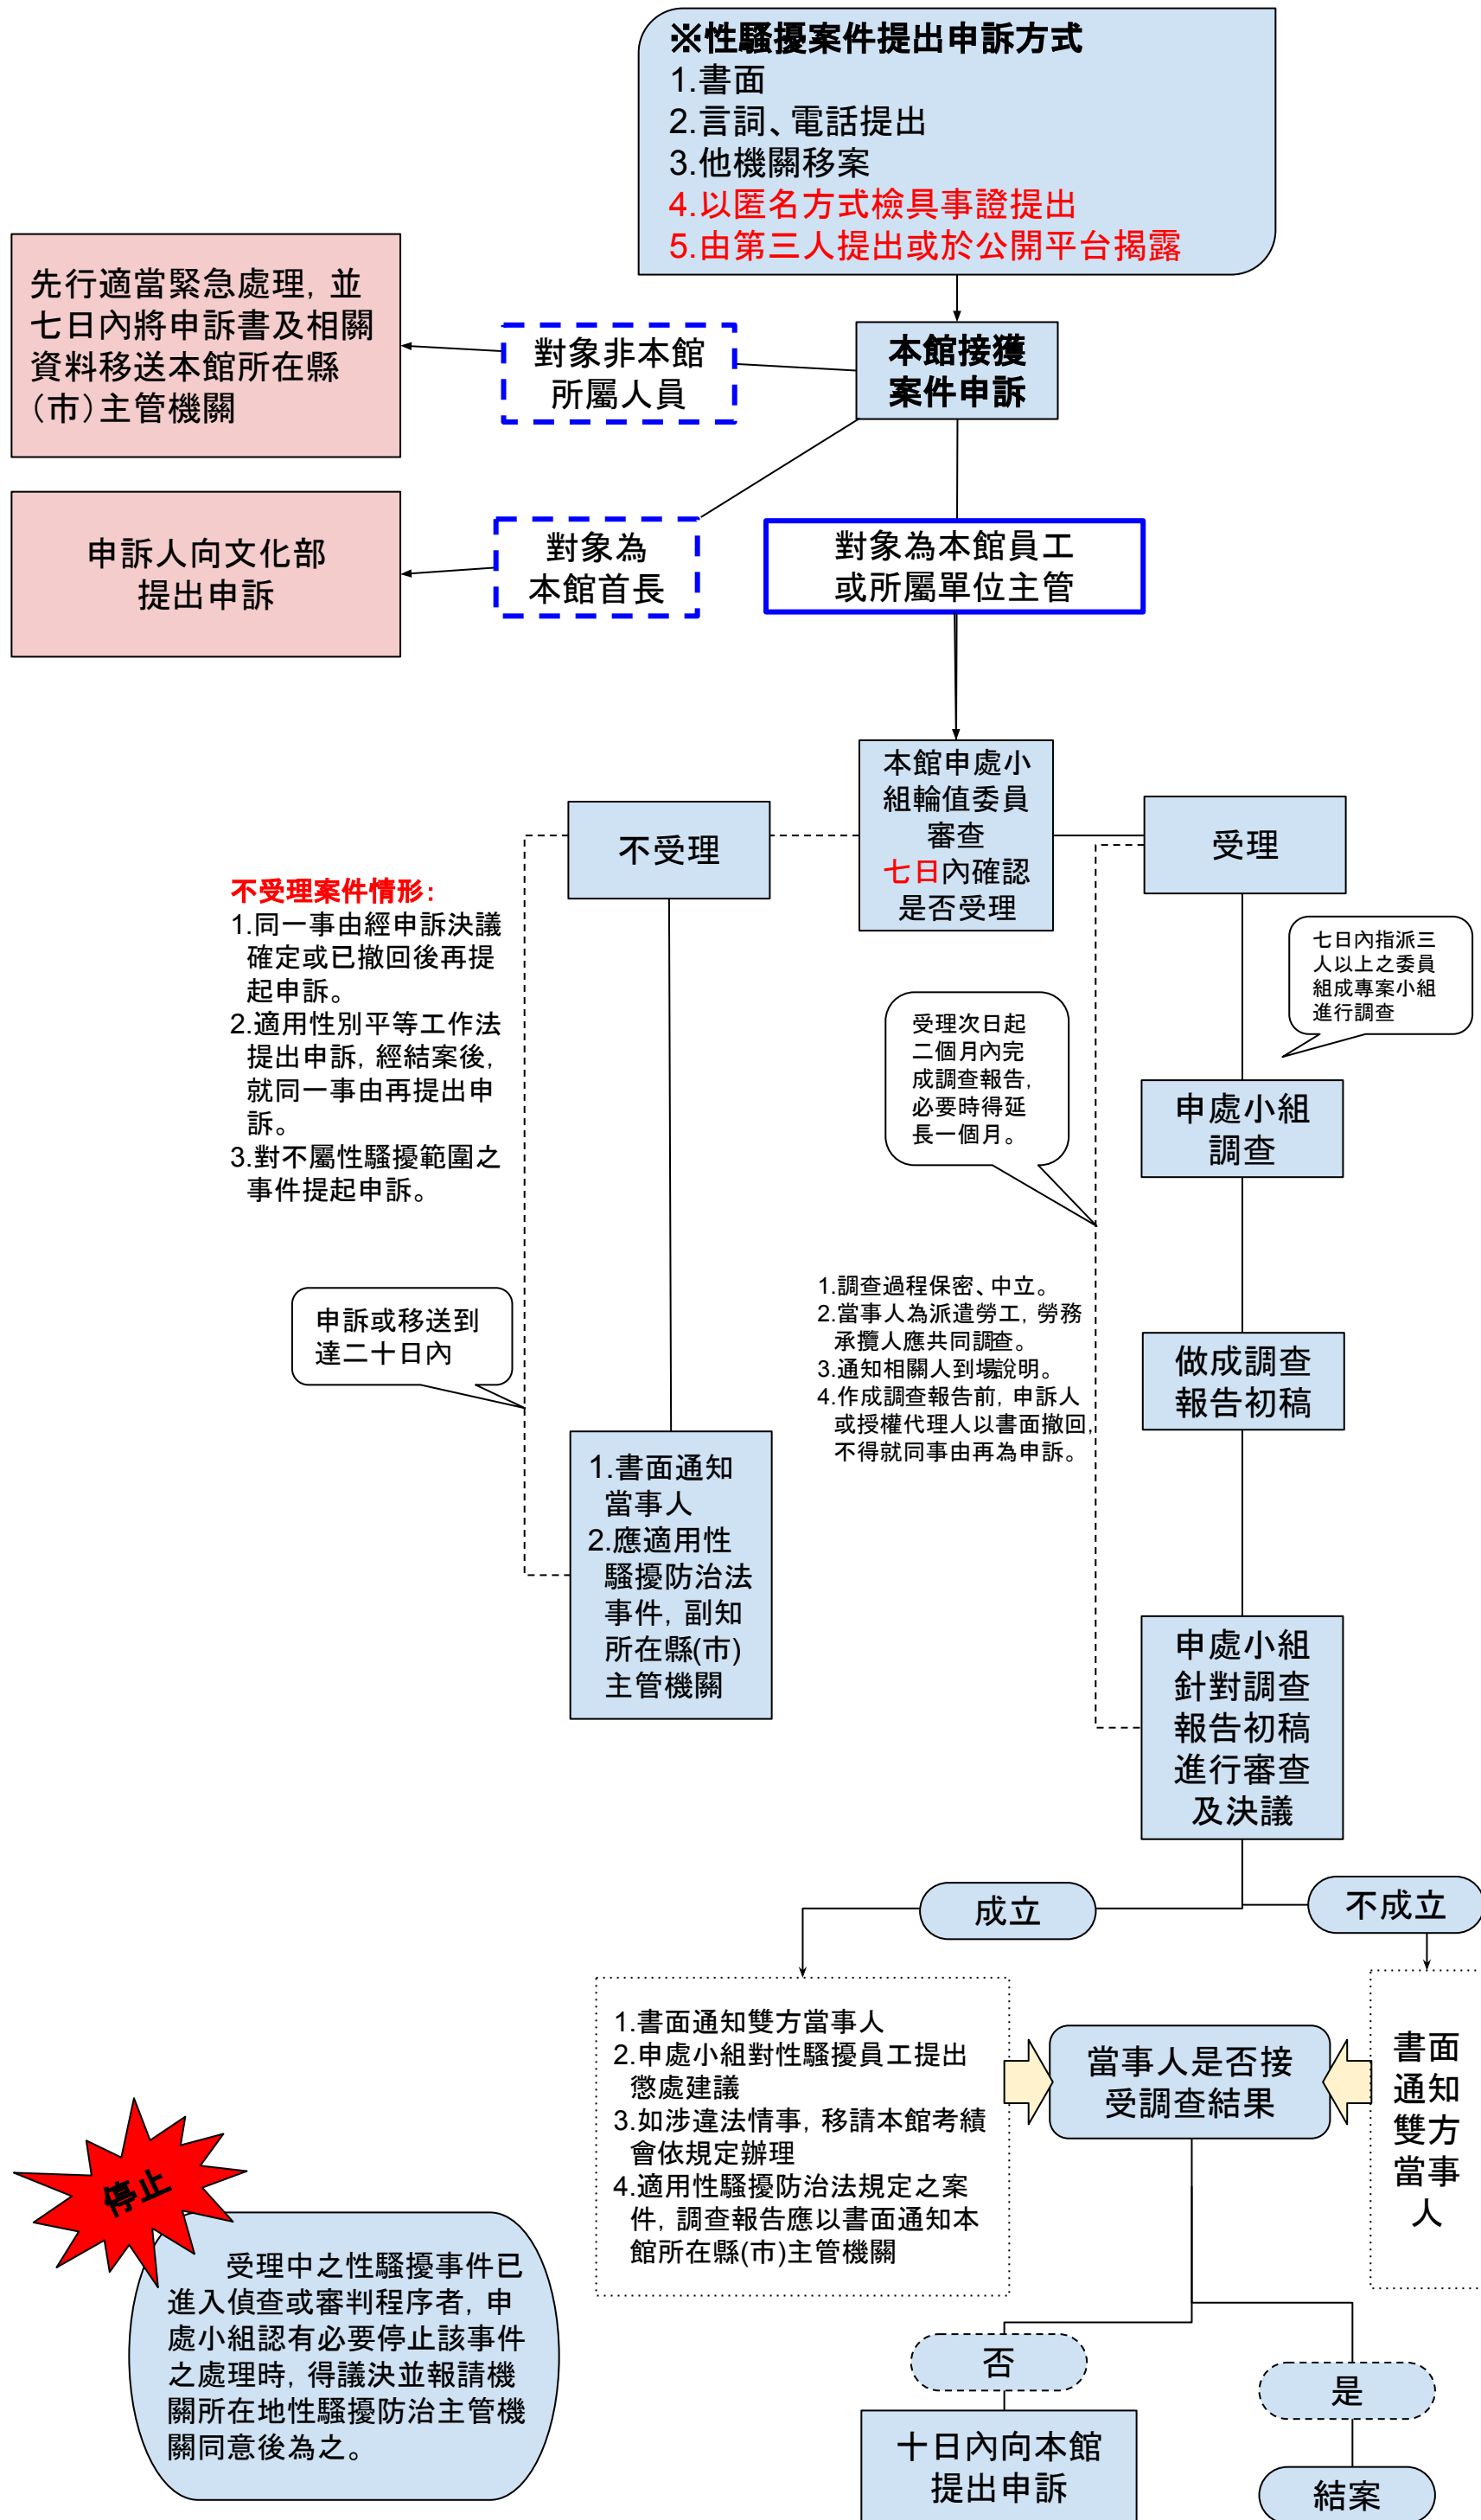 ※性騷擾案件提出申訴方式
1.書面
2.言詞、電話提出
3.他機關移案
4.以匿名方式檢具事證提出
5.由第三人提出或於公開平台揭露
本館接獲
案件申訴
對象非本館
所屬人員
先行適當緊急處理，並
七日內將申訴書及相關
資料移送本館所在縣
（市）主管機關
對象為
本館首長
申訴人向文化部
提出申訴
對象為本館員工
或所屬單位主管
本館申處小
組輪值委員
審查
七日內確認
是否受理
不受理
受理
不受理案件情形：
1.同一事由經申訴決議
確定或已撤回後再提
起申訴。
2.適用性別平等工作法
提出申訴，經結案後，
就同一事由再提出申
訴。
3.對不屬性騷擾範圍之
事件提起申訴。
申訴或移送到
達二十日內
1.書面通知
當事人
2.應適用性
騷擾防治法
事件，副知
所在縣(市)
主管機關
七日內指派三
人以上之委員
組成專案小組
進行調查
受理次日起
二個月內完
成調查報告，
必要時得延
長一個月。
申處小組
調查
1.調查過程保密、中立。
2.當事人為派遣勞工，勞務
承攬人應共同調查。
3.通知相關人到場說明。
4.作成調查報告前，申訴人
或授權代理人以書面撤回，
不得就同事由再為申訴。
做成調查
報告初稿
申處小組
針對調查
報告初稿
進行審查
及決議
成立
不成立
1.書面通知雙方當事人
2.申處小組對性騷擾員工提出
懲處建議
3.如涉違法情事，移請本館考績
會依規定辦理
4.適用性騷擾防治法規定之案
件，調查報告應以書面通知本
館所在縣(市)主管機關
當事人是否接
受調查結果
書面
通知
雙方
當事
人
停止
受理中之性騷擾事件已
進入偵查或審判程序者，申
處小組認有必要停止該事件
之處理時，得議決並報請機
關所在地性騷擾防治主管機
關同意後為之。
否
是
十日內向本館
提出申訴
結案